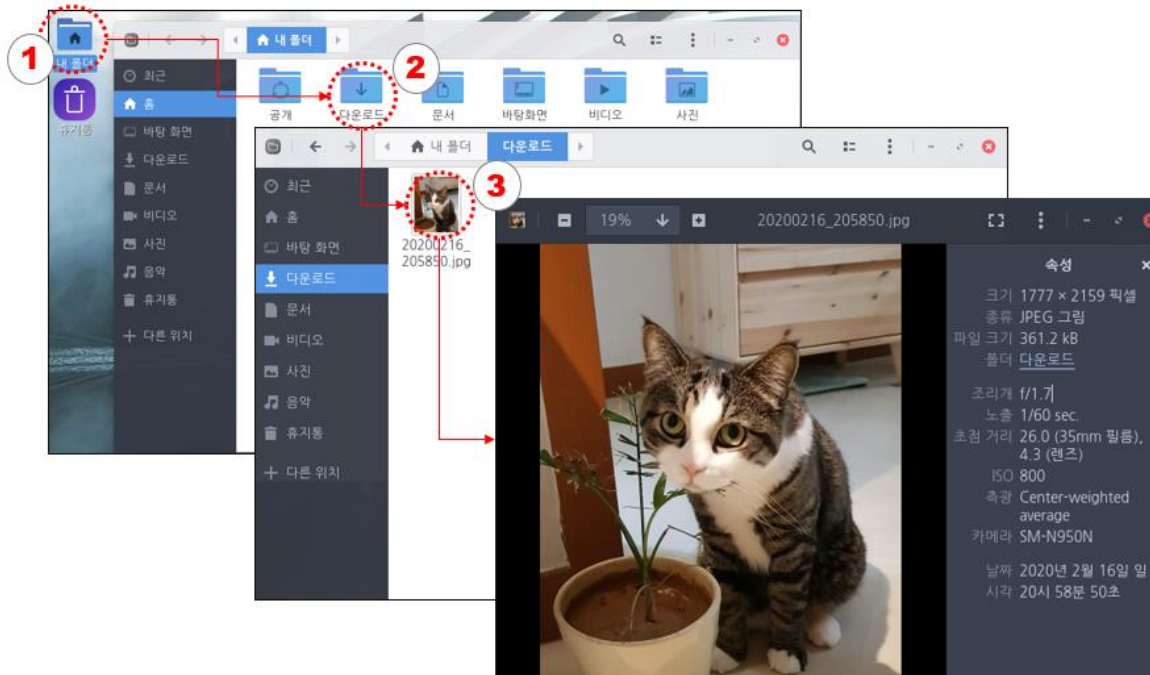 1
내 폴더
휴지통
내 폴더
최근
홈
바탕 화면
다운로드
문서
비디오
사진
음악
휴지통
다른 위치
2
공개
다운로드
문서
바탕화면
비디오
사진
내 폴더
다운로드
최근
홈
바탕 화면
다운로드
문서
비디오
사진
음악
휴지통
다른 위치
3
20200216_
205850.jpg
19%
20200216_205850.jpg
속성
크기 1777 × 2159 픽셀
종류 JPEG 그림
파일 크기 361.2 kB
폴더 다운로드
조리개 f/1.7
노출 1/60 sec.
초점 거리 26.0 (35mm 필름),
4.3 (렌즈)
ISO 800
측광 Center-weighted
average
카메라 SM-N950N
날짜 2020년 2월 16일 일
시각 20시 58분 50초